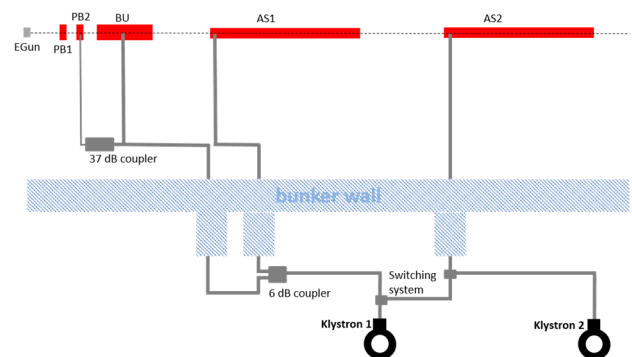 PB2
BU
AS1
AS2
EGun
PB1
37 dB coupler
bunker wall
Switching
system
6 dB coupler
Klystron 1
Klystron 2